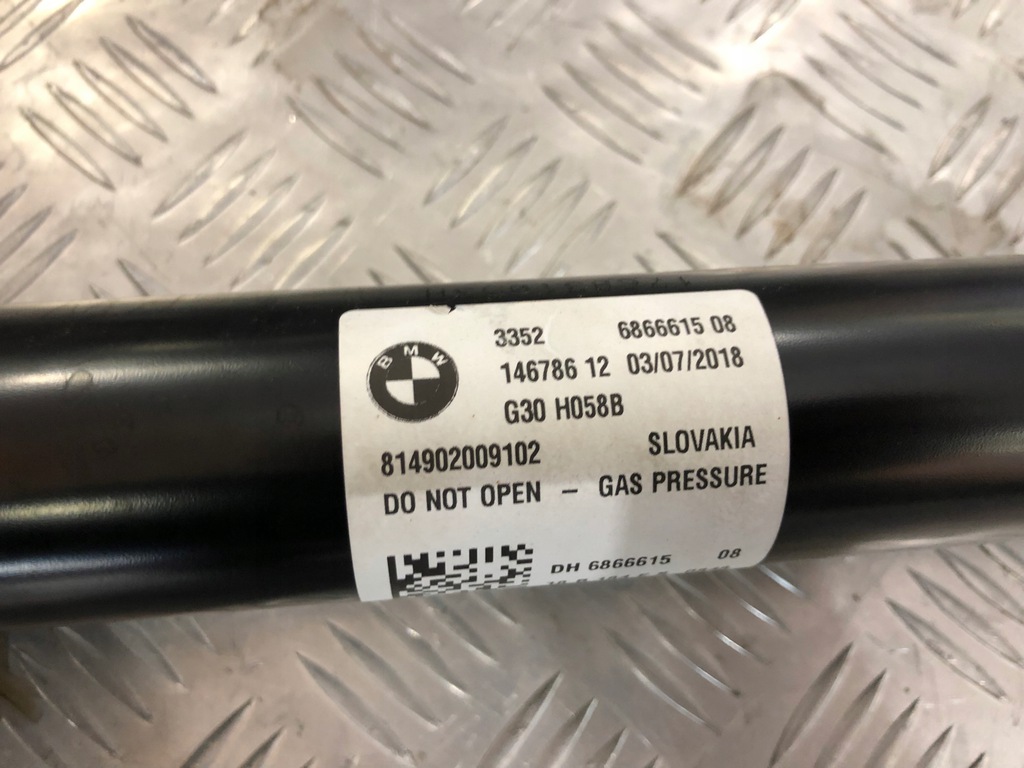 BMW
3352 6866615 08
146786 12 03/07/2018
G30 H058B
814902009102 SLOVAKIA
DO NOT OPEN - GAS PRESSURE
DH 6866615 08